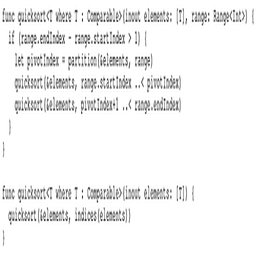 func quicksort<T where T : Comparable>(inout elements: [T], range: Range<Int>) {
if (range.endIndex - range.startIndex > 1) {
let pivotIndex = partition(&elements, range)
quicksort(&elements, range.startIndex ..< pivotIndex)
quicksort(&elements, pivotIndex+1 ..< range.endIndex)
}
}
func quicksort<T where T : Comparable>(inout elements: [T]) {
quicksort(&elements, indices(elements))
}